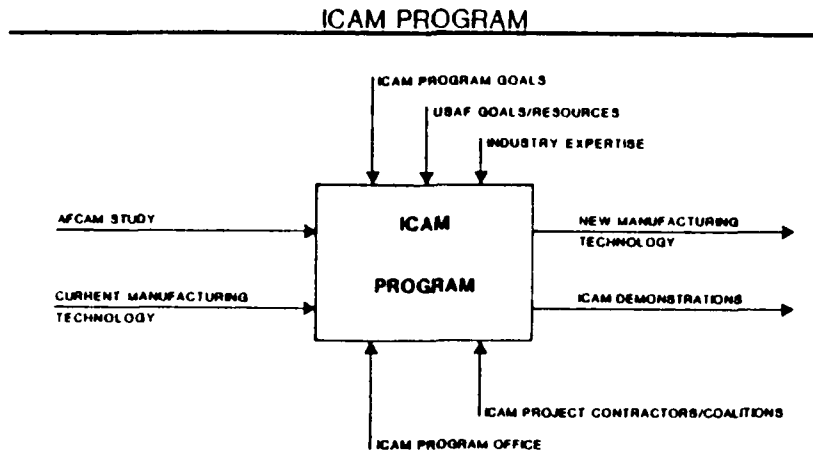 ICAM PROGRAM
ICAM PROGRAM GOALS
USAF GOALS/RESOURCES
INDUSTRY EXPERTISE
AFCAM STUDY
ICAM
PROGRAM
NEW MANUFACTURING
TECHNOLOGY
CURRENT MANUFACTURING
TECHNOLOGY
ICAM DEMONSTRATIONS
ICAM PROJECT CONTRACTORS/COALITIONS
ICAM PROGRAM OFFICE